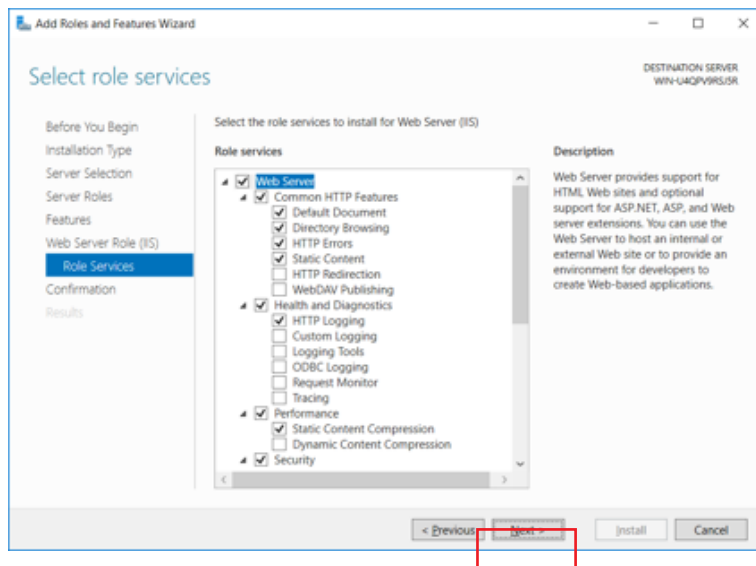 Add Roles and Features Wizard
Select role services
DESTINATION SERVER
WIN-U4QPV9RSJ5R
Before You Begin
Installation Type
Server Selection
Server Roles
Features
Web Server Role (IIS)
Role Services
Confirmation
Results
Select the role services to install for Web Server (IIS)
Role services
Web Server
Common HTTP Features
Default Document
Directory Browsing
HTTP Errors
Static Content
HTTP Redirection
WebDAV Publishing
Health and Diagnostics
HTTP Logging
Custom Logging
Logging Tools
ODBC Logging
Request Monitor
Tracing
Performance
Static Content Compression
Dynamic Content Compression
Security
Description
Web Server provides support for
HTML Web sites and optional
support for ASP.NET, ASP, and Web
server extensions. You can use the
Web Server to host an internal or
external Web site or to provide an
environment for developers to
create Web-based applications.
< Previous
Next >
Install
Cancel